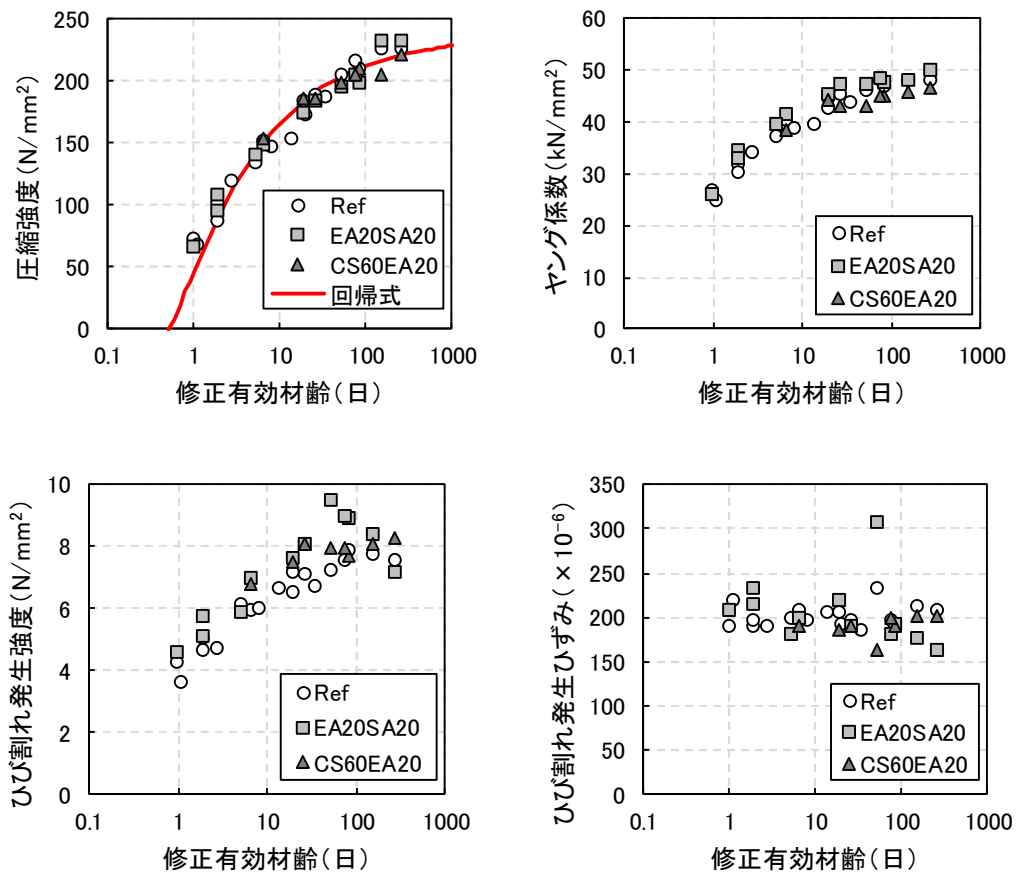 250
200
150
100
50
0
0.1 1 10 100 1000
圧縮強度(N/mm²)
修正有効材齢(日)
Ref
EA20SA20
CS60EA20
回帰式
60
50
40
30
20
10
0
0.1 1 10 100 1000
ヤング係数(kN/mm²)
修正有効材齢(日)
Ref
EA20SA20
CS60EA20
10
8
6
4
2
0
0.1 1 10 100 1000
ひび割れ発生強度(N/mm²)
修正有効材齢(日)
Ref
EA20SA20
CS60EA20
350
300
250
200
150
100
50
0
0.1 1 10 100 1000
ひび割れ発生ひずみ(×10⁻⁶)
修正有効材齢(日)
Ref
EA20SA20
CS60EA20